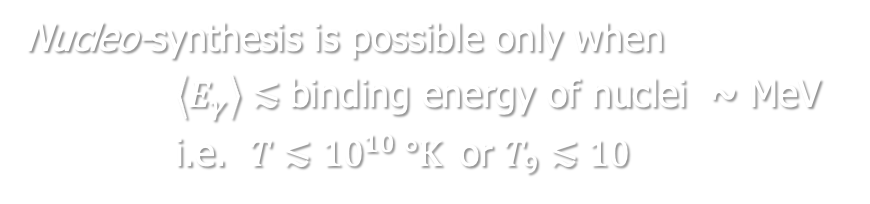 Nucleo-synthesis is possible only when
⟨E_γ⟩ ≲ binding energy of nuclei ~ MeV
i.e. T ≲ 10¹⁰ °K or T₉ ≲ 10